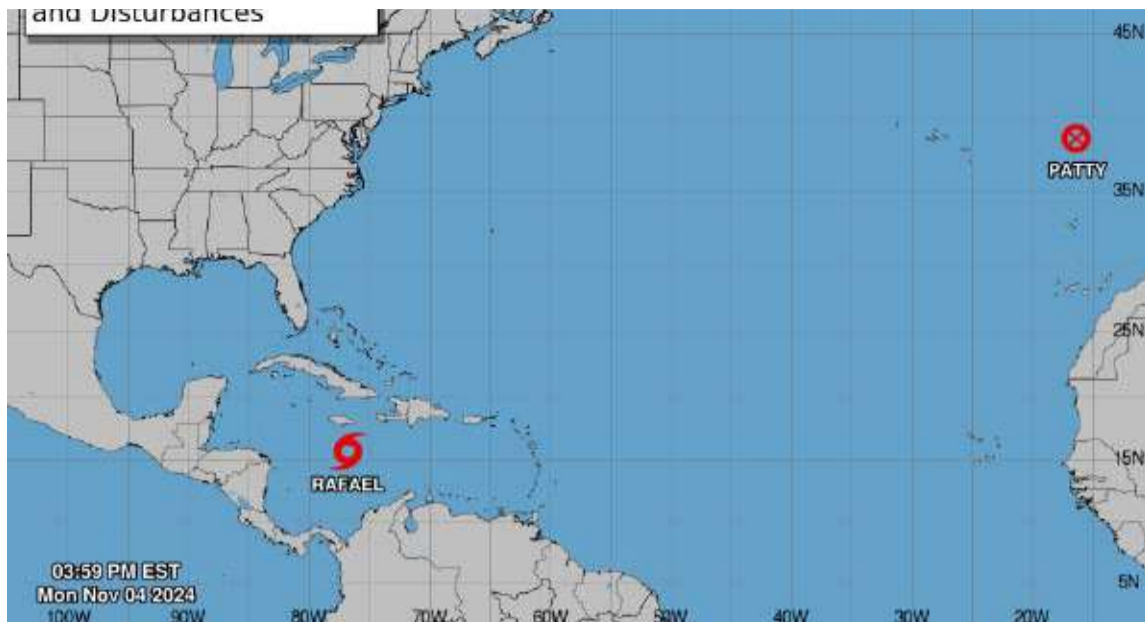 and Disturbances
45N
PATTY
35N
25N
15N
RAFAEL
03:59 PM EST
Mon Nov 04 2024
5N
100W 90W 80W 70W 60W 50W 40W 30W 20W